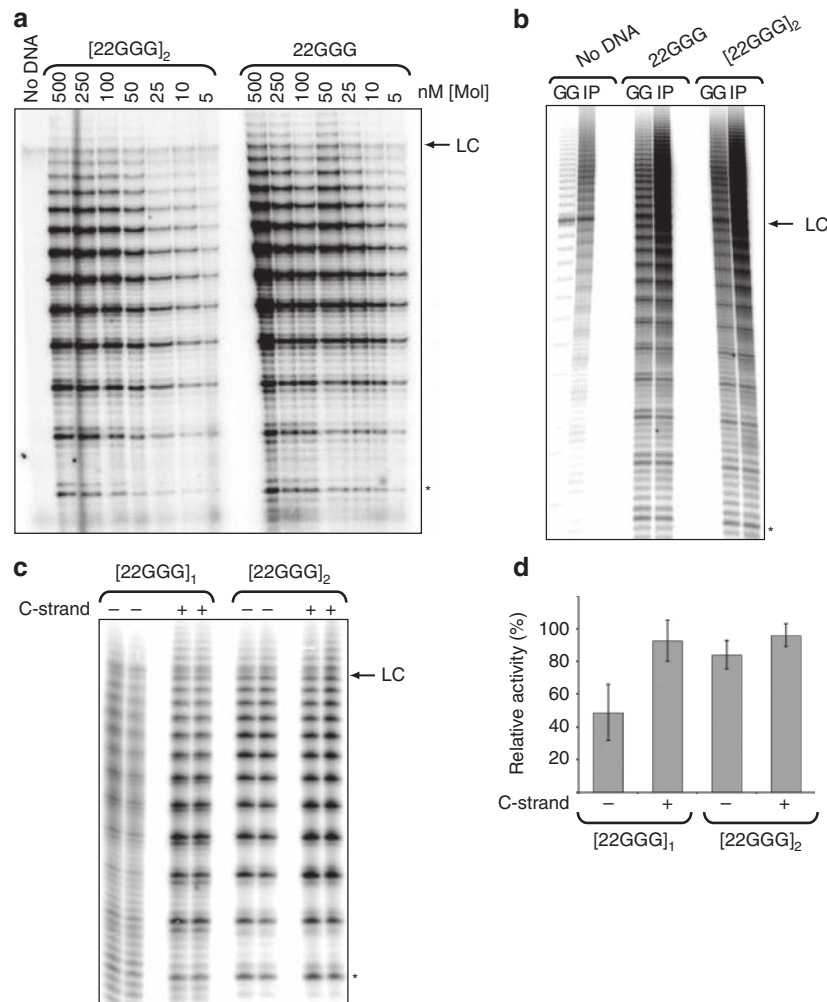 a
No DNA
[22GGG]₂
22GGG
500 250 100 50 25 10 5
500 250 100 50 25 10 5
nM [Mol]
LC
*
b
No DNA
22GGG
[22GGG]₂
GG IP GG IP GG IP
LC
*
c
[22GGG]₁
[22GGG]₂
C-strand – – + + – – + +
LC
*
d
Relative activity (%)
100
80
60
40
20
C-strand – + – +
[22GGG]₁
[22GGG]₂